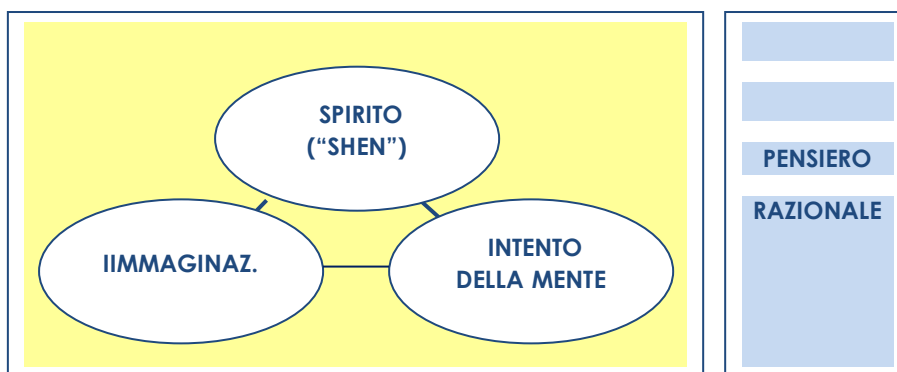 SPIRITO
(“SHEN”)
IIMMAGINAZ.
INTENTO
DELLA MENTE
PENSIERO
RAZIONALE